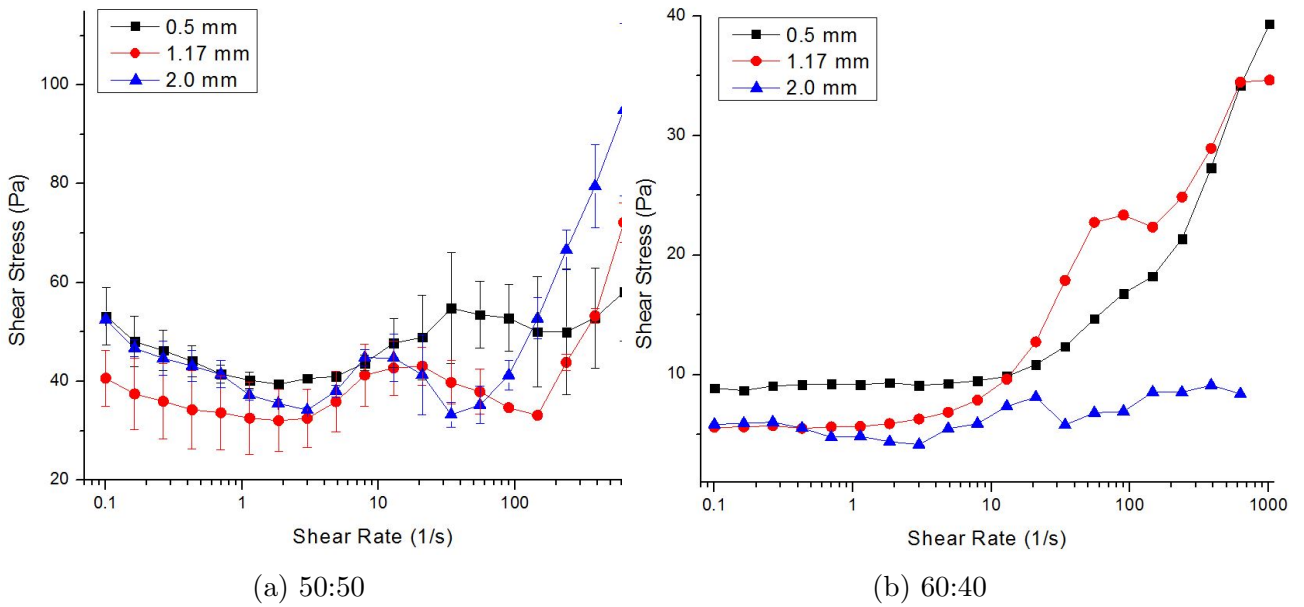 0.5 mm
1.17 mm
2.0 mm
100
80
60
40
20
Shear Stress (Pa)
0.1 1 10 100
Shear Rate (1/s)
(a) 50:50
0.5 mm
1.17 mm
2.0 mm
40
30
20
10
Shear Stress (Pa)
0.1 1 10 100 1000
Shear Rate (1/s)
(b) 60:40